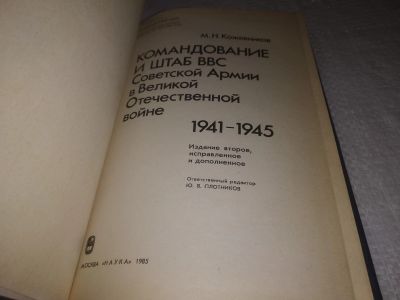 М. Н. Кожевников
КОМАНДОВАНИЕ
И ШТАБ ВВС
Советской Армии
в Великой
Отечественной
войне
1941-1945
Издание второе,
исправленное
и дополненное
Ответственный редактор
Ю. В. ПЛОТНИКОВ
МОСКВА «НАУКА» 1985